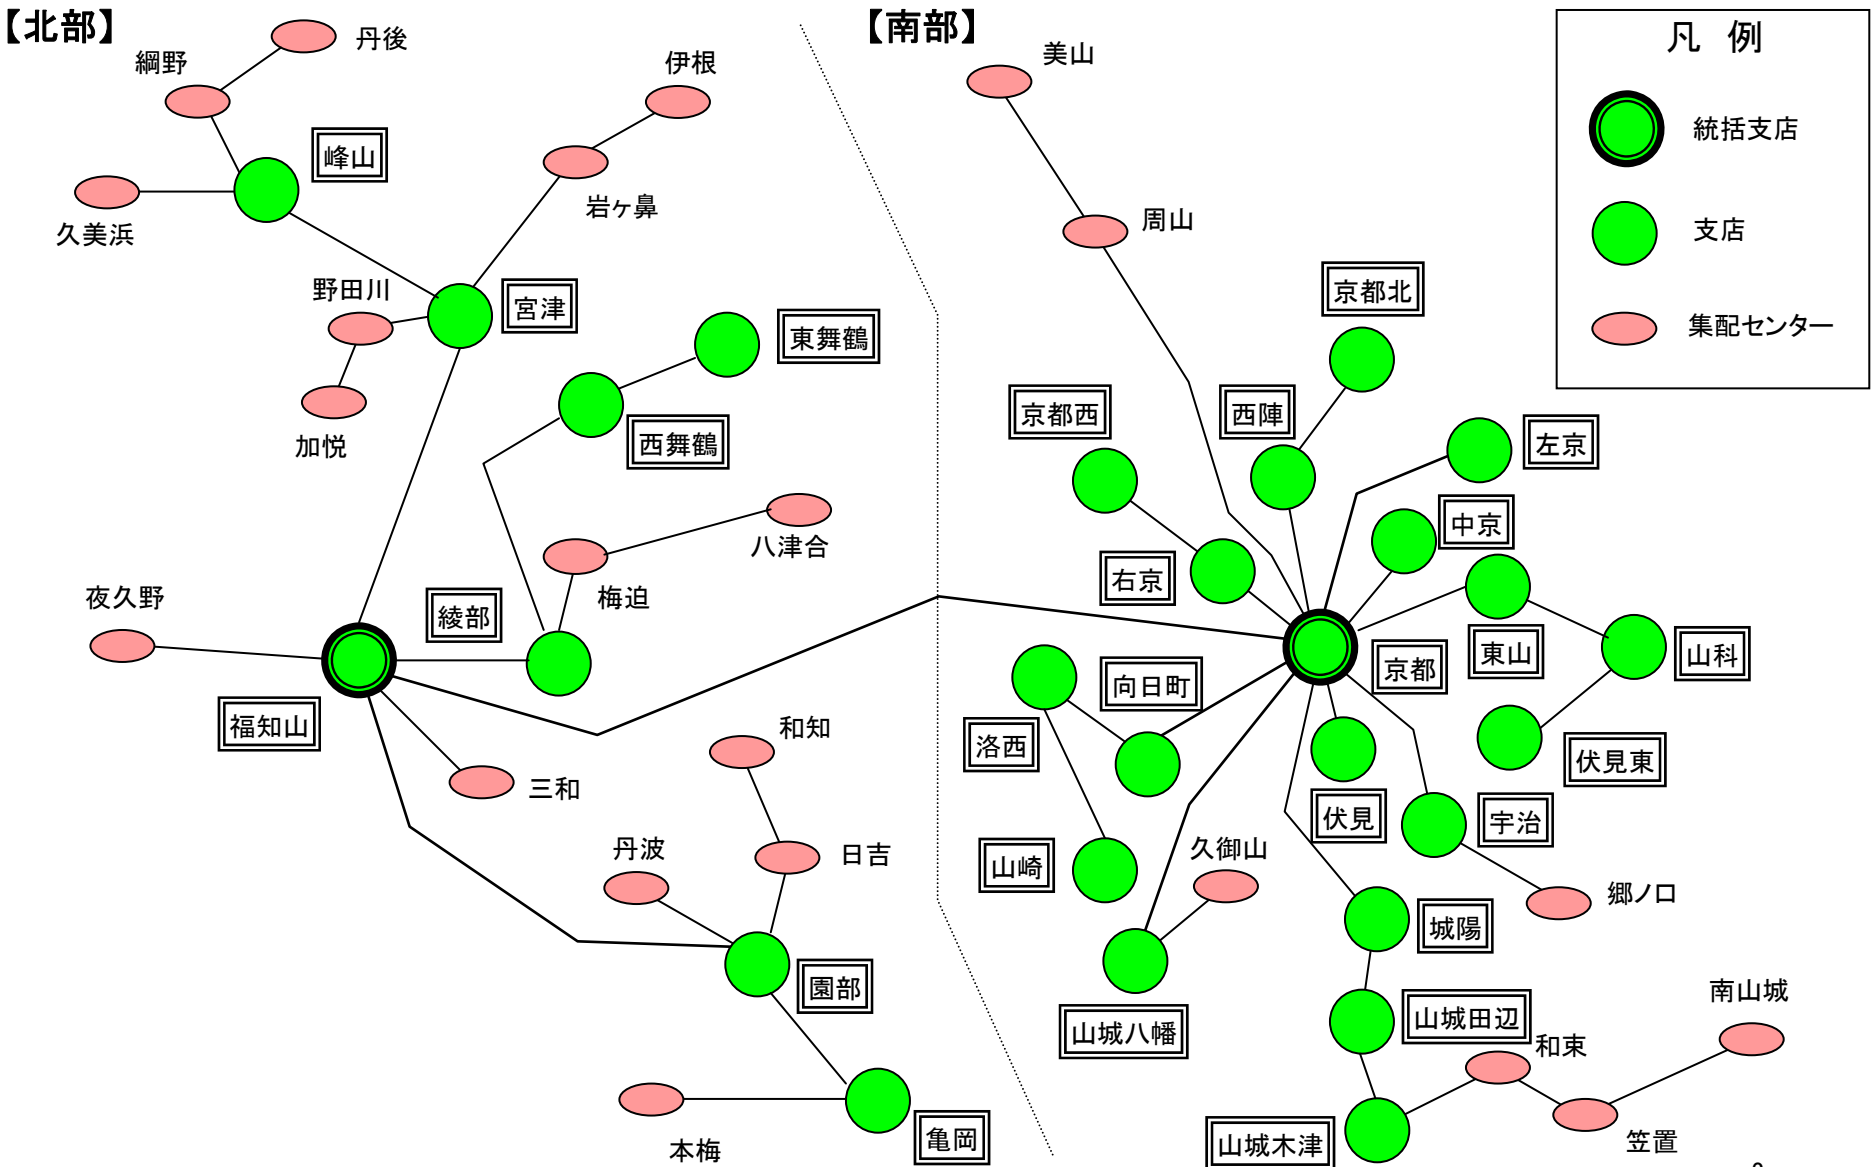 【北部】
【南部】
凡 例
統括支店
支店
集配センター
丹後
綱野
峰山
久美浜
伊根
岩ヶ鼻
野田川
宮津
加悦
東舞鶴
西舞鶴
八津合
梅迫
綾部
夜久野
福知山
三和
和知
丹波
日吉
園部
本梅
亀岡
美山
周山
京都北
京都西
西陣
左京
中京
右京
東山
山科
京都
向日町
洛西
伏見東
伏見
宇治
山崎
久御山
郷ノ口
城陽
山城八幡
山城田辺
南山城
和束
笠置
山城木津